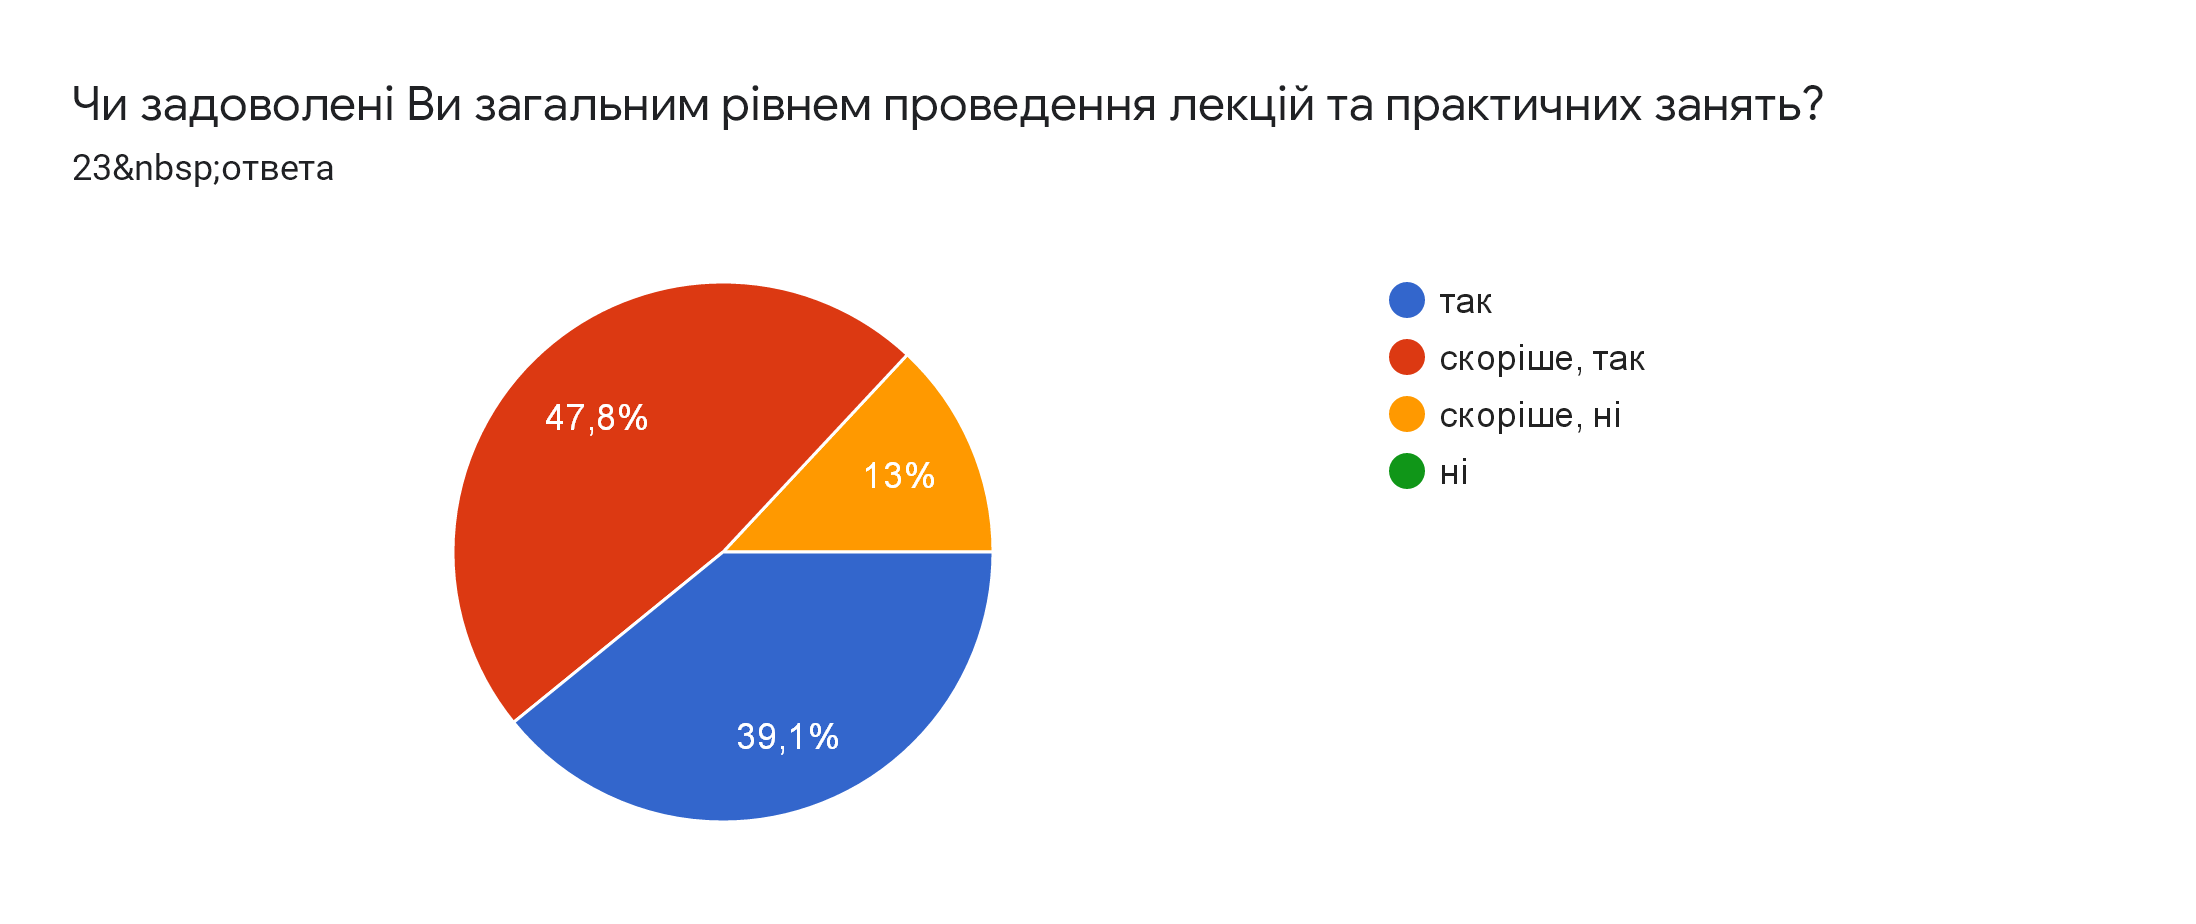 Чи задоволені Ви загальним рівнем проведення лекцій та практичних занять?
23&nbsp;ответа
так
скоріше, так
скоріше, ні
ні
47,8%
13%
39,1%